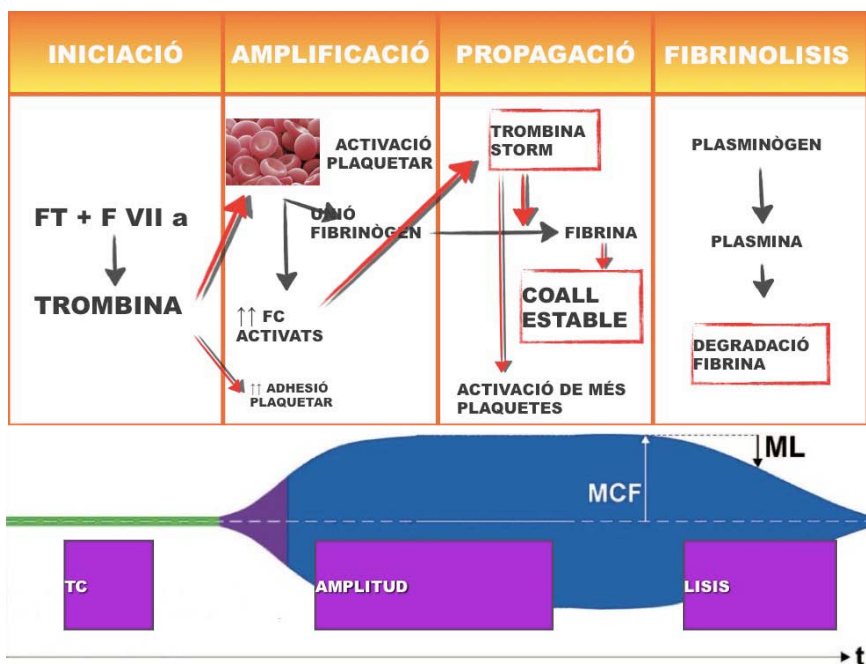 INICIACIÓ
AMPLIFICACIÓ
PROPAGACIÓ
FIBRINOLISIS
FT + F VII a
TROMBINA
ACTIVACIÓ
PLAQUETAR
UNIÓ
FIBRINÒGEN
↑↑ FC
ACTIVATS
↑↑ ADHESIÓ
PLAQUETAR
TROMBINA
STORM
FIBRINA
COALL
ESTABLE
ACTIVACIÓ DE MÉS
PLAQUETES
PLASMINÒGEN
PLASMINA
DEGRADACIÓ
FIBRINA
ML
MCF
TC
AMPLITUD
LISIS
t